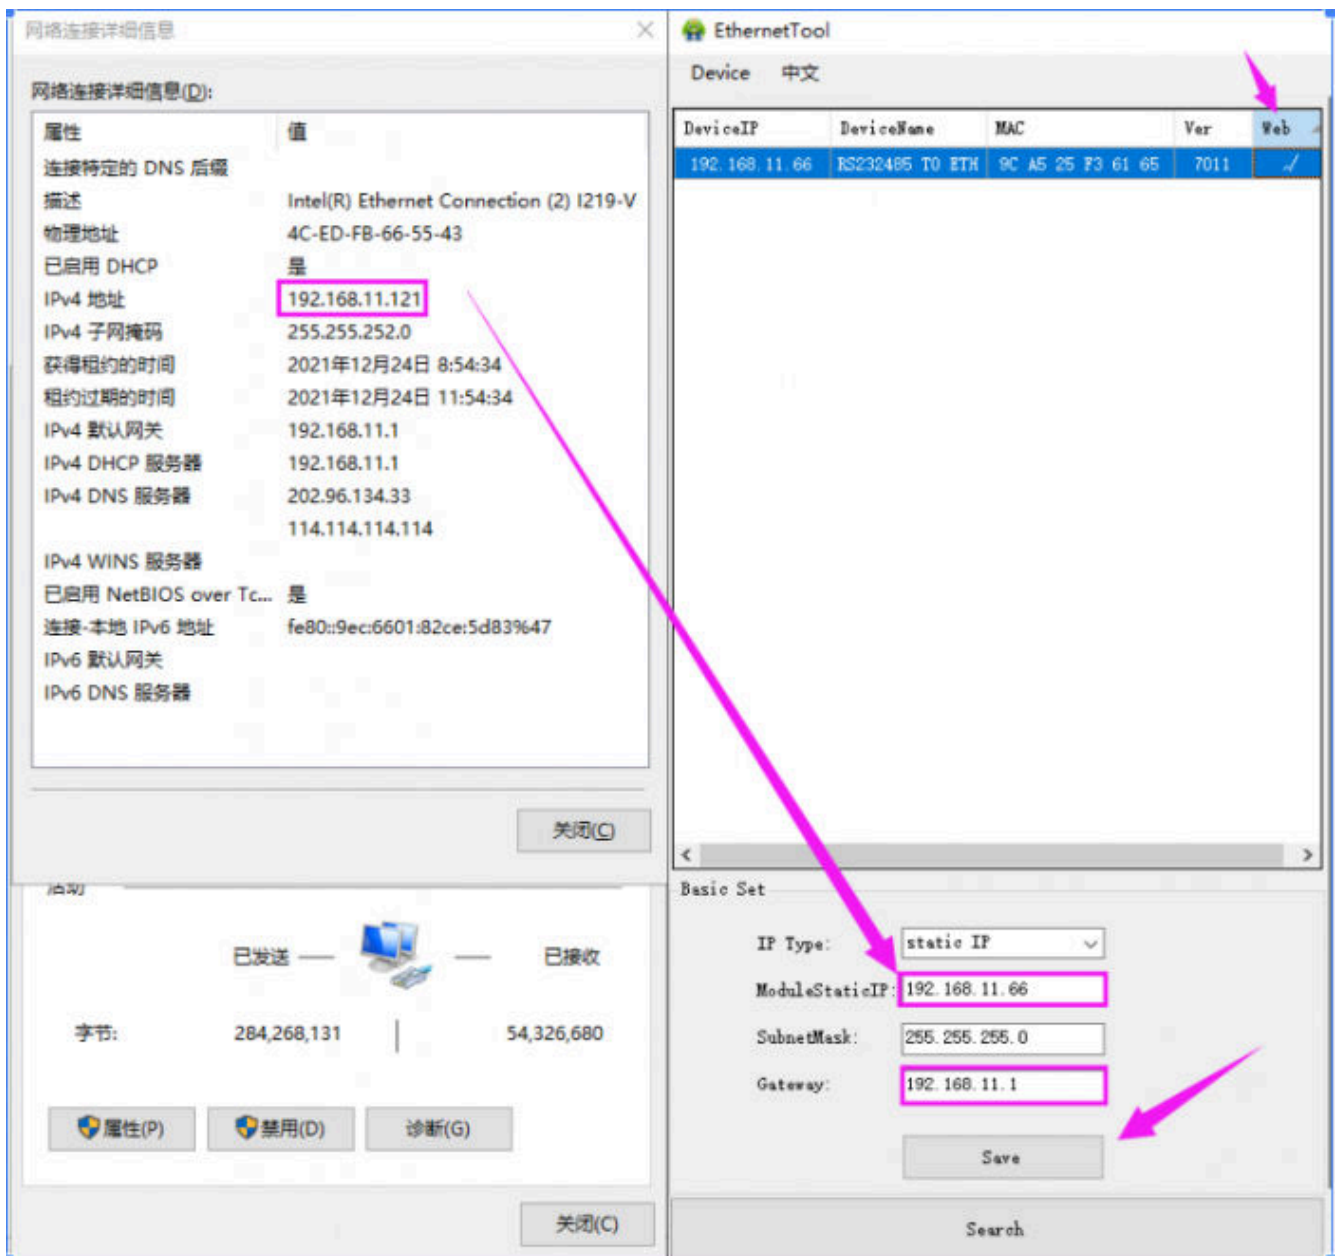 网络连接详细信息
网络连接详细信息(D):
属性 值
连接特定的 DNS 后缀
描述 Intel(R) Ethernet Connection (2) I219-V
物理地址 4C-ED-FB-66-55-43
已启用 DHCP 是
IPv4 地址 192.168.11.121
IPv4 子网掩码 255.255.252.0
获得租约的时间 2021年12月24日 8:54:34
租约过期的时间 2021年12月24日 11:54:34
IPv4 默认网关 192.168.11.1
IPv4 DHCP 服务器 192.168.11.1
IPv4 DNS 服务器 202.96.134.33
114.114.114.114
IPv4 WINS 服务器
已启用 NetBIOS over Tc... 是
连接-本地 IPv6 地址 fe80::9ec:6601:82ce:5d83%47
IPv6 默认网关
IPv6 DNS 服务器
关闭(C)
活动
已发送 — — 已接收
字节: 284,268,131 54,326,680
属性(P) 禁用(D) 诊断(G)
关闭(C)
EthernetTool
Device 中文
DeviceIP DeviceName MAC Ver Web
192.168.11.66 RS232485 TO ETH 9C A5 25 F3 61 65 7011 √
Basic Set
IP Type: static IP
ModuleStaticIP: 192.168.11.66
SubnetMask: 255.255.255.0
Gateway: 192.168.11.1
Save
Search